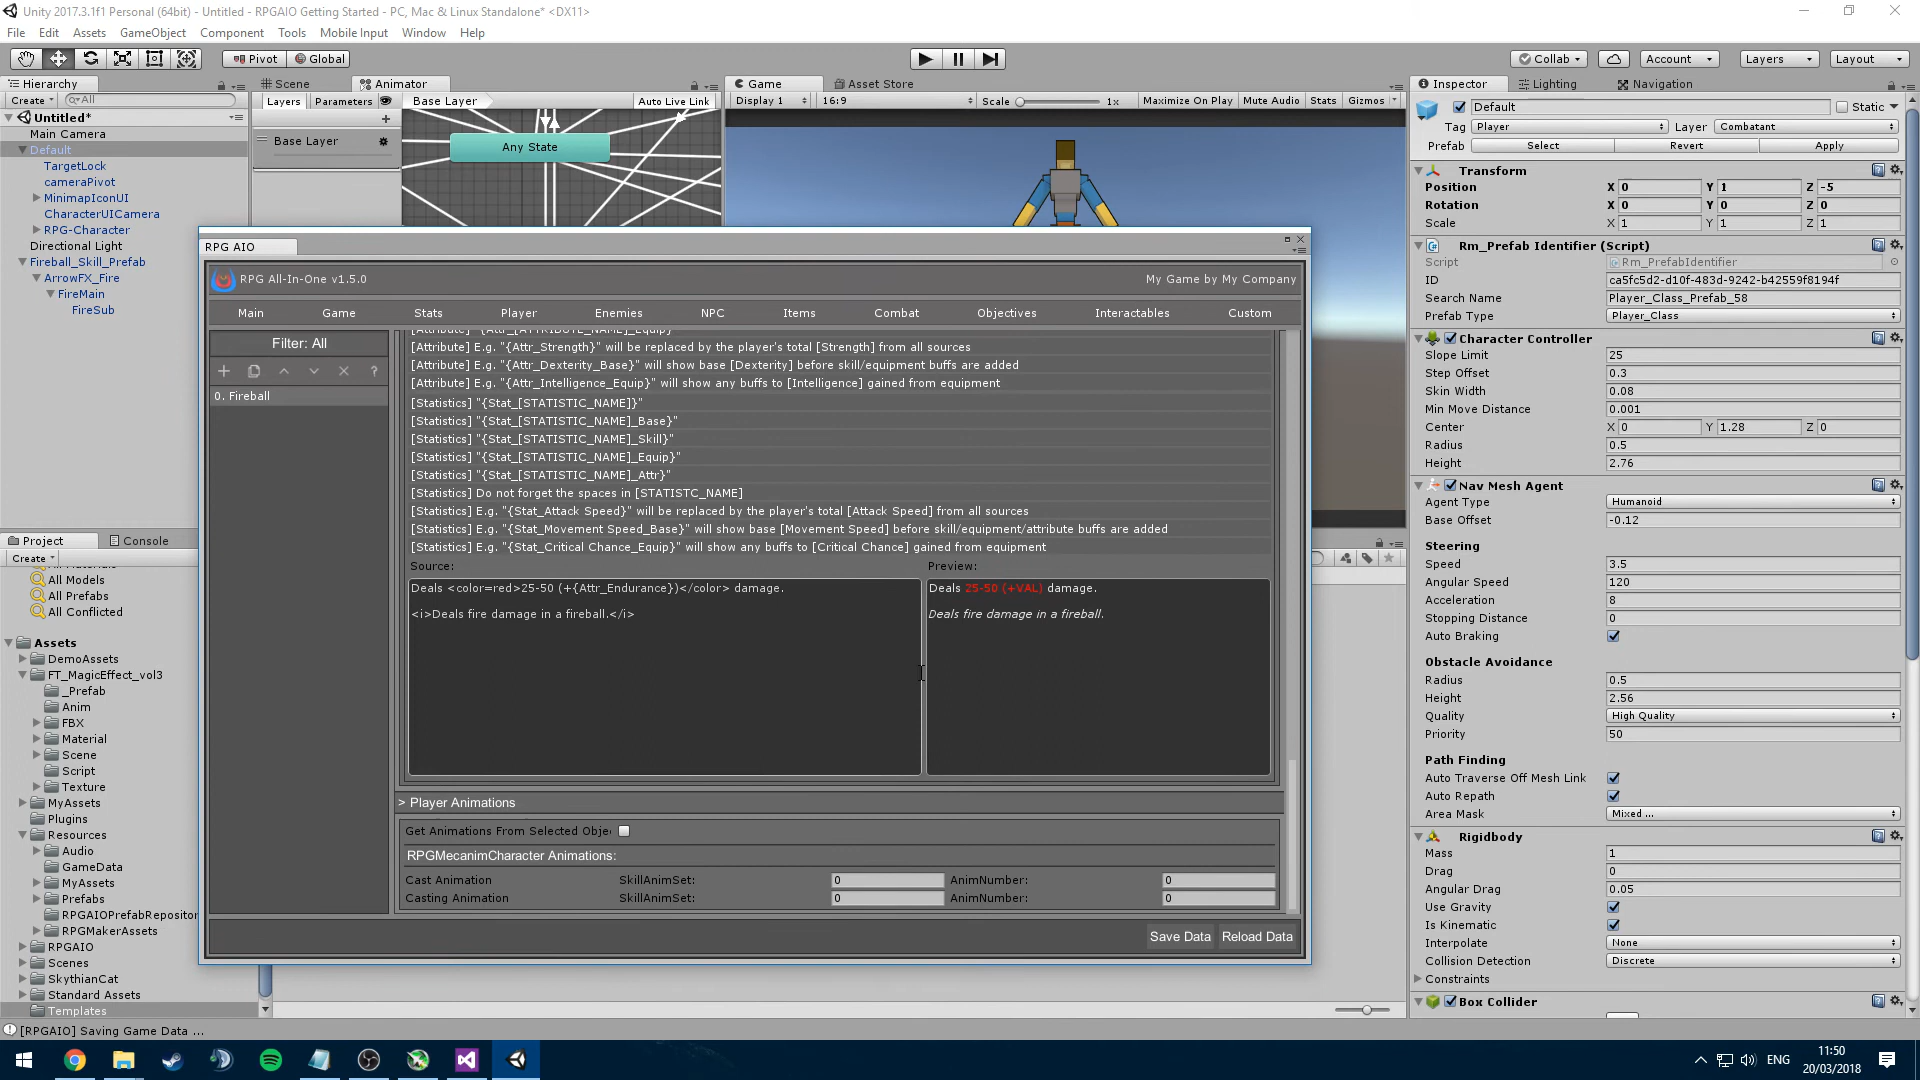 Unity 2017.3.1f1 Personal (64bit) - Untitled - RPGAIO Getting Started - PC, Mac & Linux Standalone* <DX11>
File Edit Assets GameObject Component Tools Mobile Input Window Help
Pivot Global Collab Account Layers Layout
Hierarchy
Create All
Untitled*
Main Camera
Default
TargetLock
cameraPivot
MinimapIconUI
CharacterUICamera
RPG-Character
Directional Light
Fireball_Skill_Prefab
ArrowFX_Fire
FireMain
FireSub
Scene Animator
Layers Parameters Base Layer Auto Live Link
Base Layer
Any State
Game Asset Store
Display 1 16:9 Scale 1x Maximize On Play Mute Audio Stats Gizmos
RPG AIO
RPG All-In-One v1.5.0 My Game by My Company
Main Game Stats Player Enemies NPC Items Combat Objectives Interactables Custom
Filter: All
0. Fireball
[Attribute] "{Attr_[ATTRIBUTE_NAME]_Equip}"
[Attribute] E.g. "{Attr_Strength}" will be replaced by the player's total [Strength] from all sources
[Attribute] E.g. "{Attr_Dexterity_Base}" will show base [Dexterity] before skill/equipment buffs are added
[Attribute] E.g. "{Attr_Intelligence_Equip}" will show any buffs to [Intelligence] gained from equipment
[Statistics] "{Stat_[STATISTIC_NAME]}"
[Statistics] "{Stat_[STATISTIC_NAME]_Base}"
[Statistics] "{Stat_[STATISTIC_NAME]_Skill}"
[Statistics] "{Stat_[STATISTIC_NAME]_Equip}"
[Statistics] "{Stat_[STATISTIC_NAME]_Attr}"
[Statistics] Do not forget the spaces in [STATISTC_NAME]
[Statistics] E.g. "{Stat_Attack Speed}" will be replaced by the player's total [Attack Speed] from all sources
[Statistics] E.g. "{Stat_Movement Speed_Base}" will show base [Movement Speed] before skill/equipment/attribute buffs are added
[Statistics] E.g. "{Stat_Critical Chance_Equip}" will show any buffs to [Critical Chance] gained from equipment
Source: Preview:
Deals <color=red>25-50 (+{Attr_Endurance})</color> damage.
<i>Deals fire damage in a fireball.</i>
Deals 25-50 (+VAL) damage.
Deals fire damage in a fireball.
> Player Animations
Get Animations From Selected Obje
RPGMecanimCharacter Animations:
Cast Animation SkillAnimSet: 0 AnimNumber: 0
Casting Animation SkillAnimSet: 0 AnimNumber: 0
Save Data Reload Data
Project Console
Create
All Models
All Prefabs
All Conflicted
Assets
DemoAssets
FT_MagicEffect_vol3
_Prefab
Anim
FBX
Material
Scene
Script
Texture
MyAssets
Plugins
Resources
Audio
GameData
MyAssets
Prefabs
RPGAIOPrefabRepositor
RPGMakerAssets
RPGAIO
Scenes
SkythianCat
Standard Assets
Templates
[RPGAIO] Saving Game Data ...
Inspector Lighting Navigation
Default Static
Tag Player Layer Combatant
Prefab Select Revert Apply
Transform
Position X 0 Y 1 Z -5
Rotation X 0 Y 0 Z 0
Scale X 1 Y 1 Z 1
Rm_Prefab Identifier (Script)
Script Rm_PrefabIdentifier
ID ca5fc5d2-d10f-483d-9242-b42559f8194f
Search Name Player_Class_Prefab_58
Prefab Type Player_Class
Character Controller
Slope Limit 25
Step Offset 0.3
Skin Width 0.08
Min Move Distance 0.001
Center X 0 Y 1.28 Z 0
Radius 0.5
Height 2.76
Nav Mesh Agent
Agent Type Humanoid
Base Offset -0.12
Steering
Speed 3.5
Angular Speed 120
Acceleration 8
Stopping Distance 0
Auto Braking
Obstacle Avoidance
Radius 0.5
Height 2.56
Quality High Quality
Priority 50
Path Finding
Auto Traverse Off Mesh Link
Auto Repath
Area Mask Mixed ...
Rigidbody
Mass 1
Drag 0
Angular Drag 0.05
Use Gravity
Is Kinematic
Interpolate None
Collision Detection Discrete
Constraints
Box Collider
ENG 11:50
20/03/2018